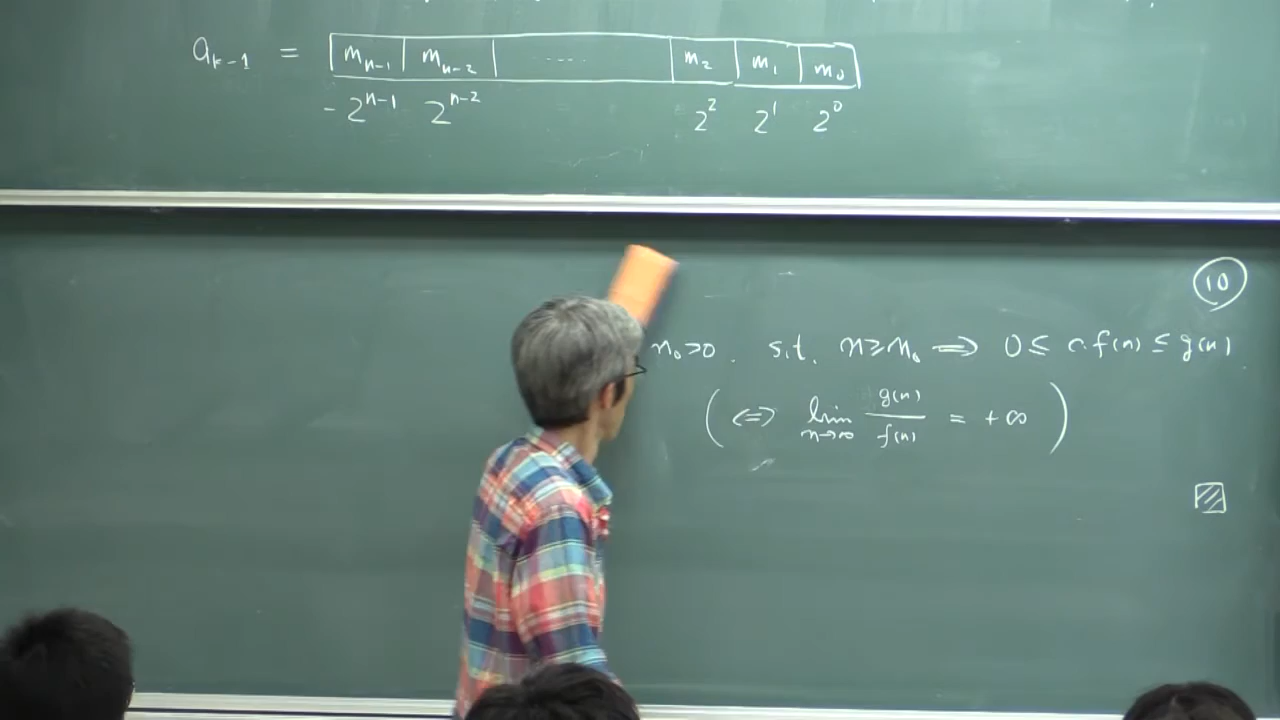 a_{k-1} = m_{n-1} m_{n-2} ..... m_2 m_1 m_0
-2^{n-1} 2^{n-2} 2^2 2^1 2^0
10
n_0>0. s.t. n≥n_0 ⟹ 0≤ c.f(n) ≤ g(n)
( ⟺ lim_{n→∞} g(n)/f(n) = +∞ )